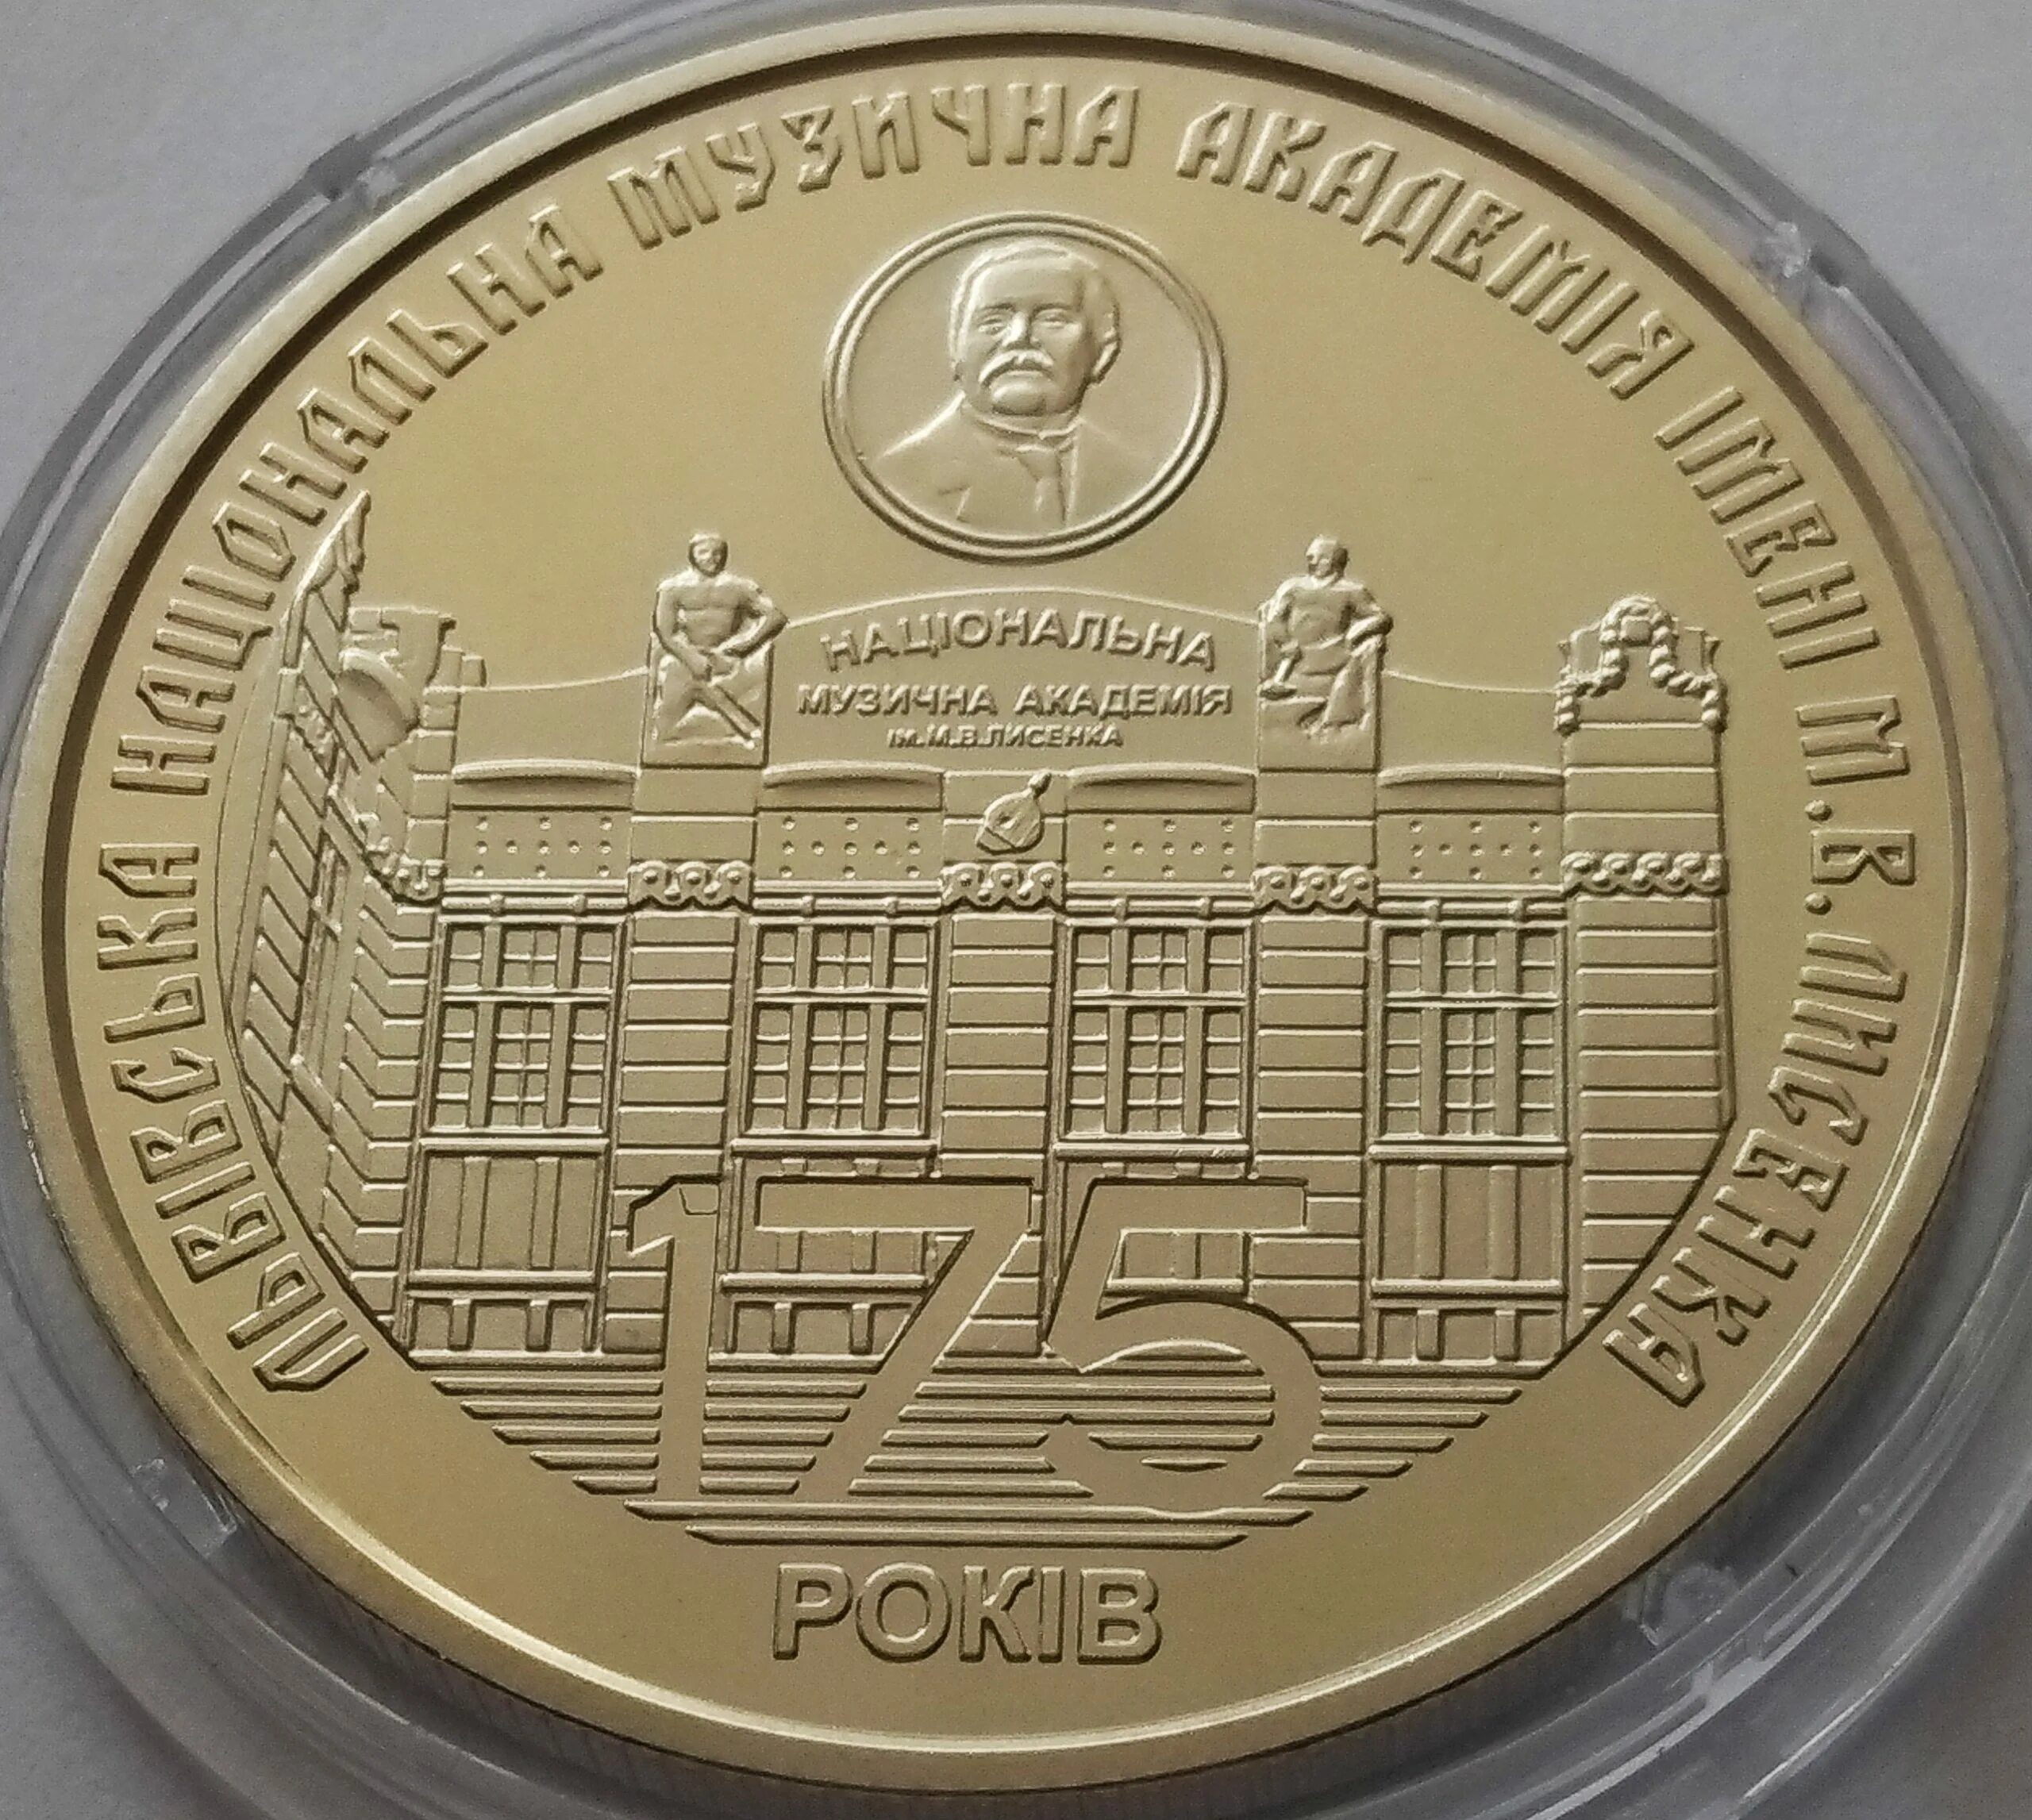 ЛЬВІВСЬКА НАЦІОНАЛЬНА МУЗИЧНА АКАДЕМІЯ ІМЕНІ М.В.ЛИСЕНКА
НАЦІОНАЛЬНА
МУЗИЧНА АКАДЕМІЯ
ІМ.М.В.ЛИСЕНКА
175
РОКІВ